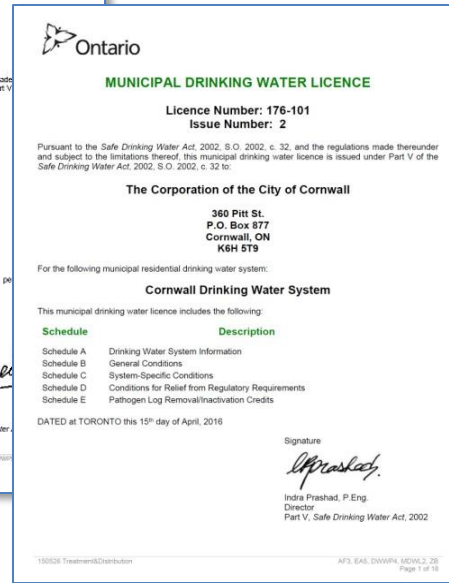 Ontario
MUNICIPAL DRINKING WATER LICENCE
Licence Number: 176-101
Issue Number: 2
Pursuant to the Safe Drinking Water Act, 2002, S.O. 2002, c. 32, and the regulations made thereunder
and subject to the limitations thereof, this municipal drinking water licence is issued under Part V of the
Safe Drinking Water Act, 2002, S.O. 2002, c. 32 to:
The Corporation of the City of Cornwall
360 Pitt St.
P.O. Box 877
Cornwall, ON
K6H 5T9
For the following municipal residential drinking water system:
Cornwall Drinking Water System
This municipal drinking water licence includes the following:
Schedule Description
Schedule A Drinking Water System Information
Schedule B General Conditions
Schedule C System-Specific Conditions
Schedule D Conditions for Relief from Regulatory Requirements
Schedule E Pathogen Log Removal/Inactivation Credits
DATED at TORONTO this 15th day of April, 2016
Signature
Indra Prashad, P.Eng.
Director
Part V, Safe Drinking Water Act, 2002
150528 Treatment&Distribution AF3, EA5, DWWP4, MDWL2, ZB
Page 1 of 18